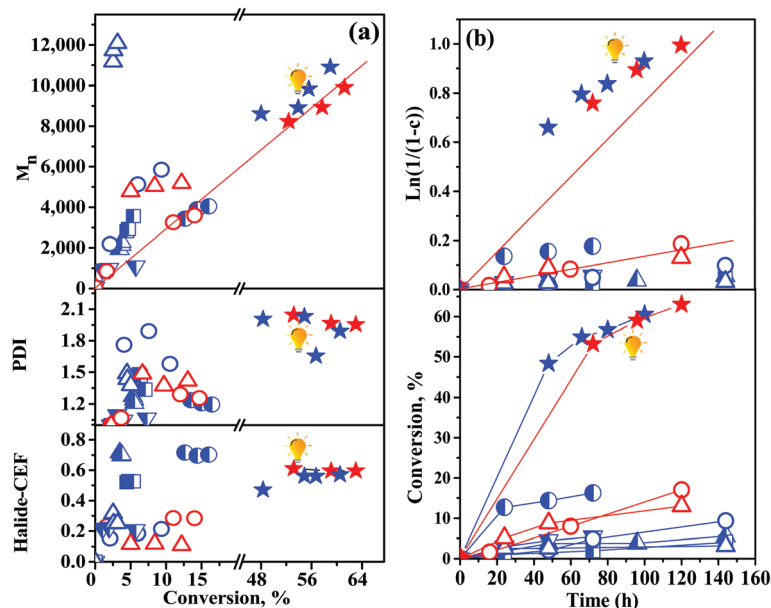 (a)
12,000
10,000
8,000
6,000
4,000
2,000
0
Mn
2.1
1.8
1.5
1.2
PDI
0.8
0.6
0.4
0.2
0.0
Halide-CEF
0 5 10 15 48 56 64
Conversion, %
(b)
1.0
0.8
0.6
0.4
0.2
0.0
Ln(1/(1-c))
60
50
40
30
20
10
0
Conversion, %
0 20 40 60 80 100 120 140
Time (h)